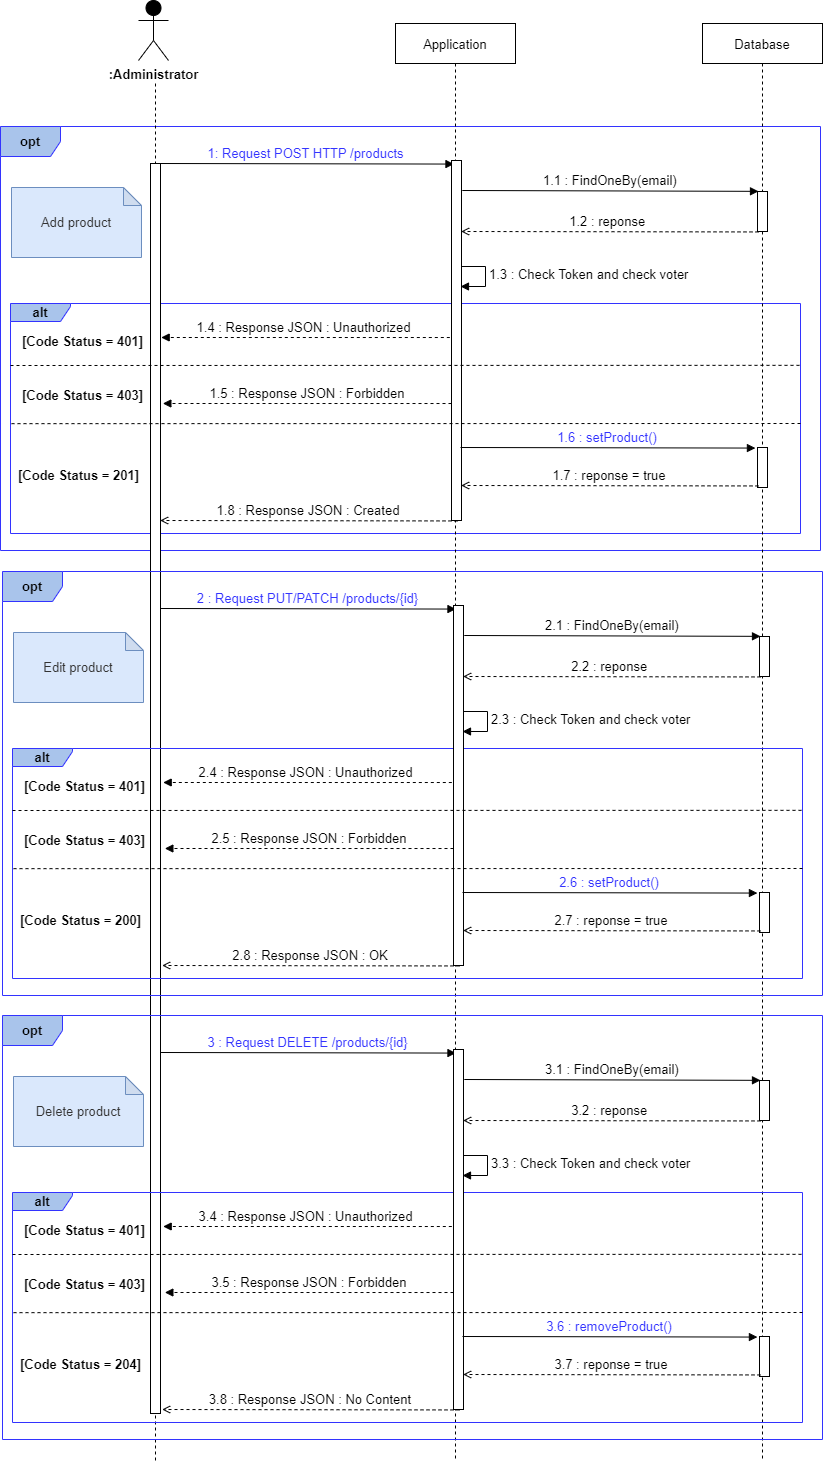 :Administrator
Application
Database
opt
1: Request POST HTTP /products
1.1 : FindOneBy(email)
Add product
1.2 : reponse
1.3 : Check Token and check voter
alt
1.4 : Response JSON : Unauthorized
[Code Status = 401]
1.5 : Response JSON : Forbidden
[Code Status = 403]
1.6 : setProduct()
[Code Status = 201]
1.7 : reponse = true
1.8 : Response JSON : Created
opt
2 : Request PUT/PATCH /products/{id}
2.1 : FindOneBy(email)
Edit product
2.2 : reponse
2.3 : Check Token and check voter
alt
2.4 : Response JSON : Unauthorized
[Code Status = 401]
2.5 : Response JSON : Forbidden
[Code Status = 403]
2.6 : setProduct()
[Code Status = 200]
2.7 : reponse = true
2.8 : Response JSON : OK
opt
3 : Request DELETE /products/{id}
3.1 : FindOneBy(email)
Delete product
3.2 : reponse
3.3 : Check Token and check voter
alt
3.4 : Response JSON : Unauthorized
[Code Status = 401]
3.5 : Response JSON : Forbidden
[Code Status = 403]
3.6 : removeProduct()
[Code Status = 204]
3.7 : reponse = true
3.8 : Response JSON : No Content